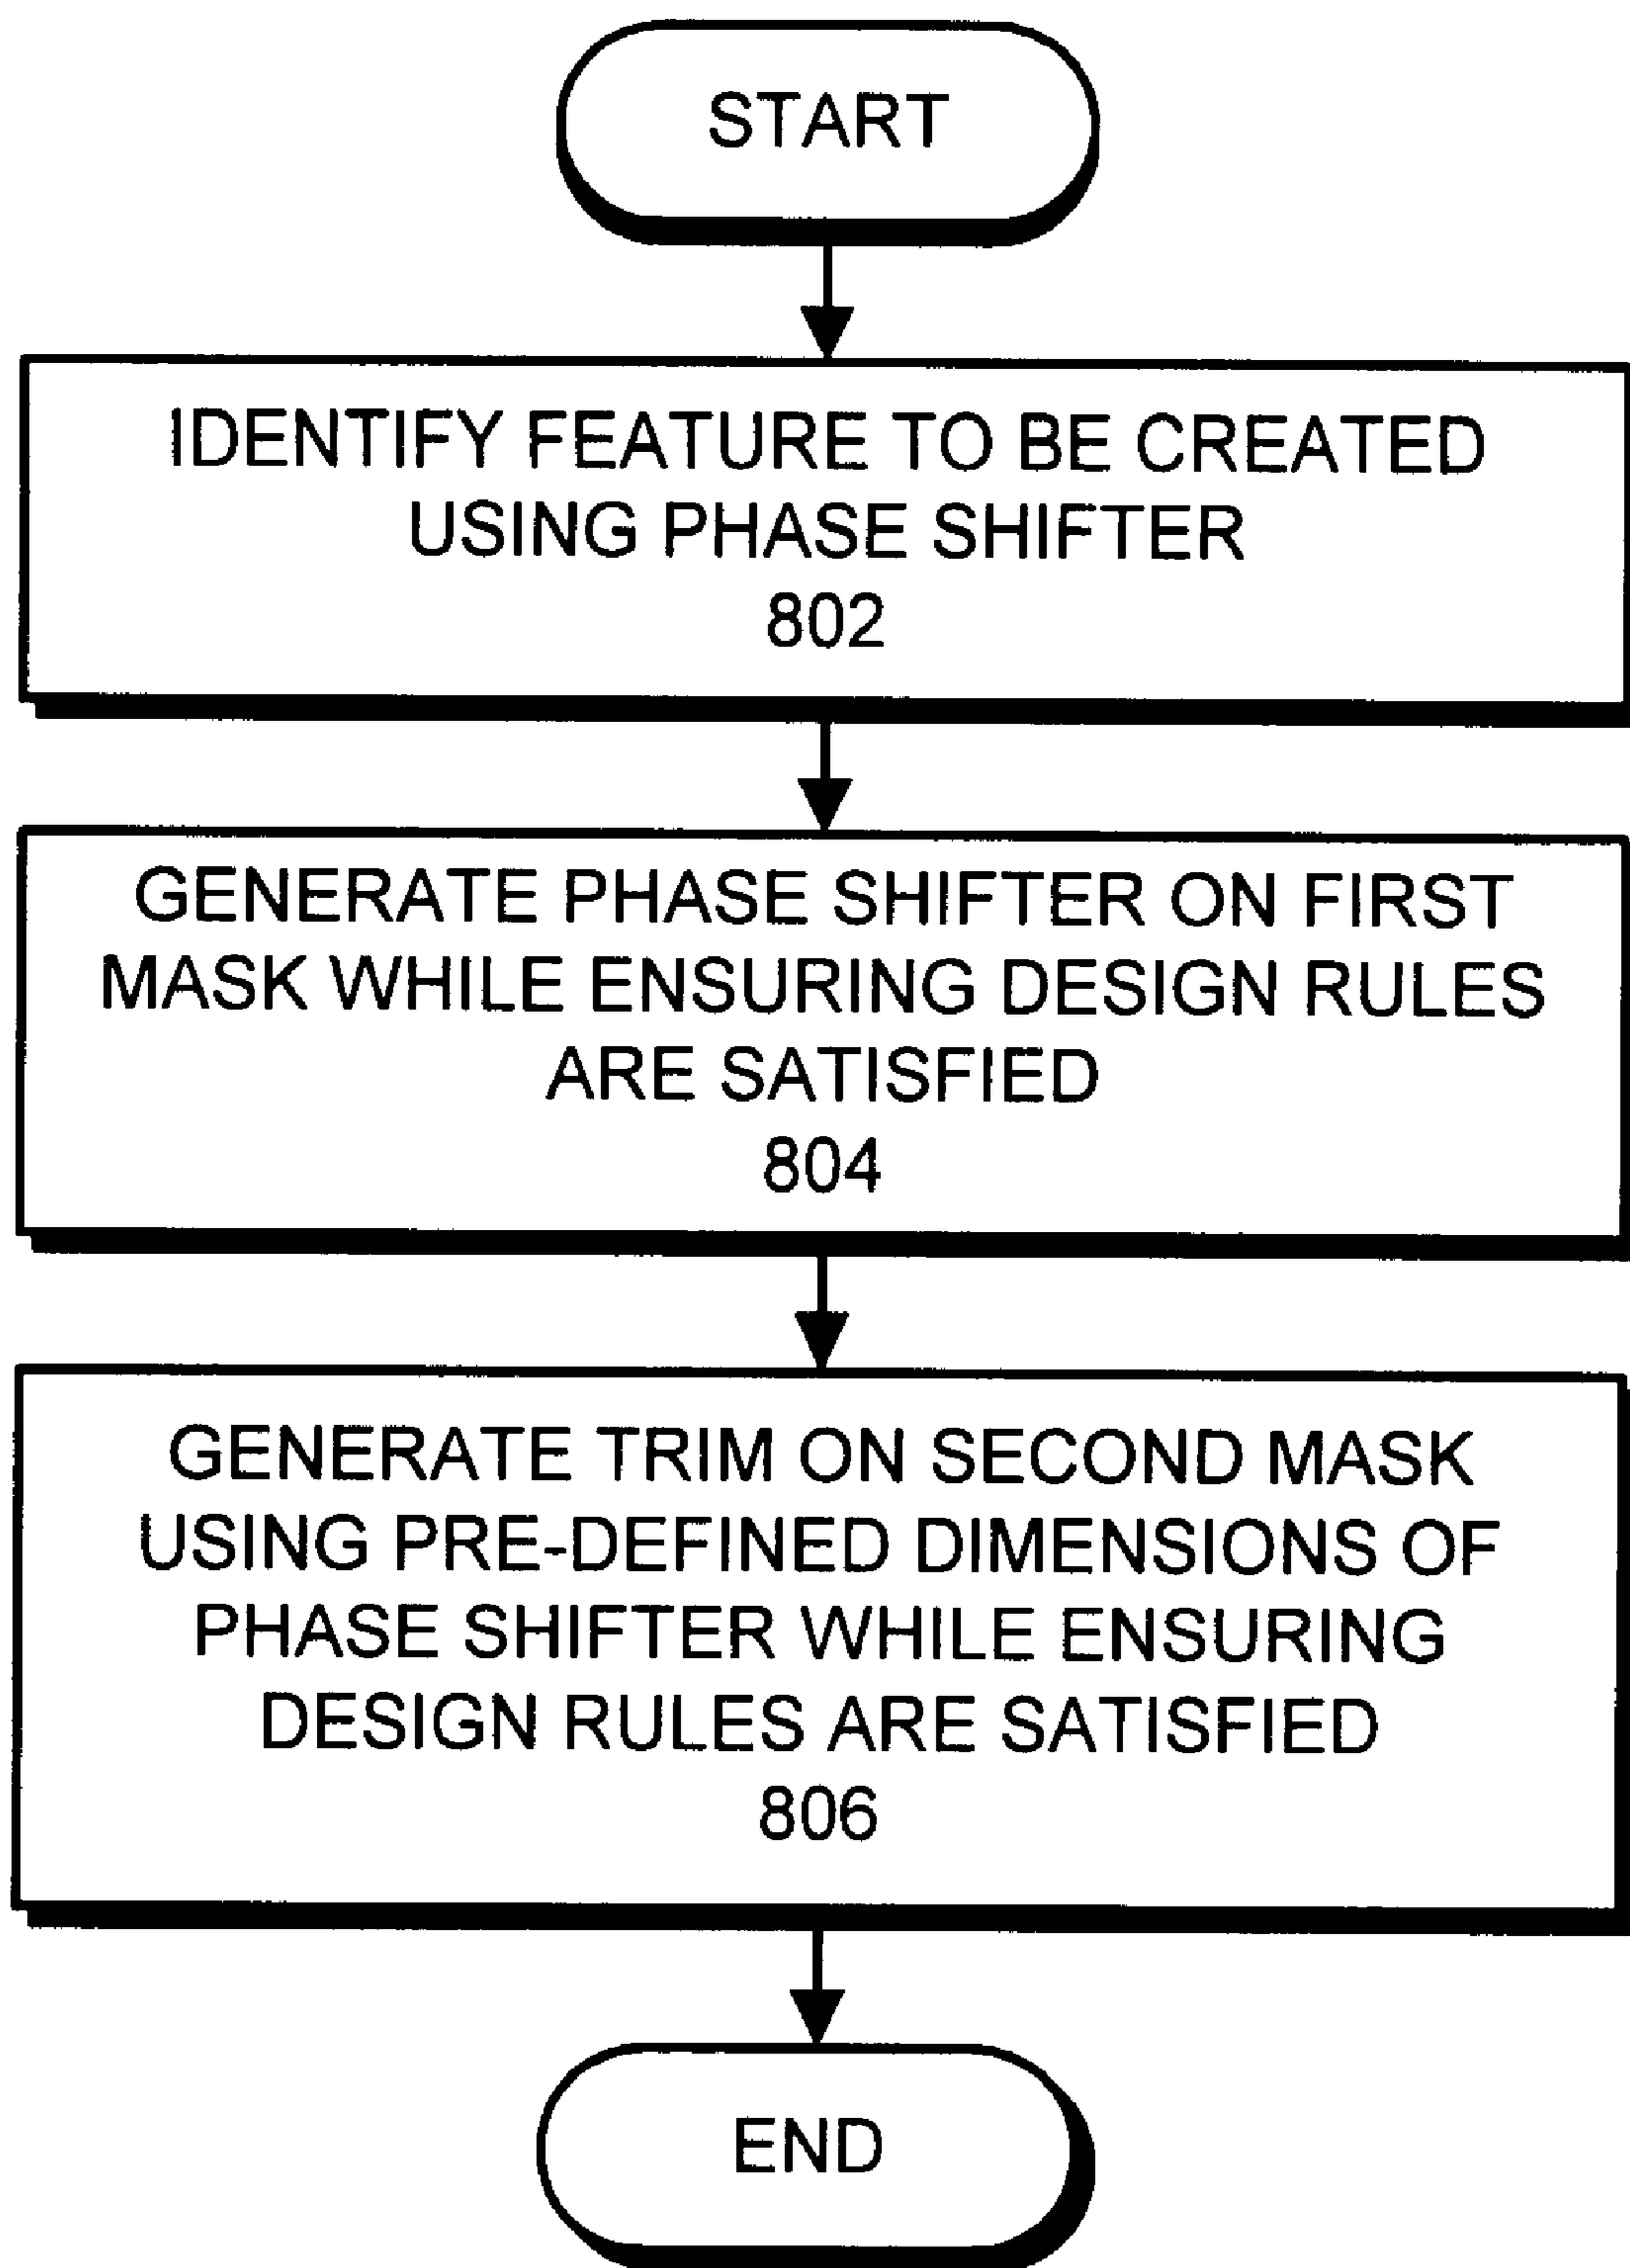 START
IDENTIFY FEATURE TO BE CREATED
USING PHASE SHIFTER
802
GENERATE PHASE SHIFTER ON FIRST
MASK WHILE ENSURING DESIGN RULES
ARE SATISFIED
804
GENERATE TRIM ON SECOND MASK
USING PRE-DEFINED DIMENSIONS OF
PHASE SHIFTER WHILE ENSURING
DESIGN RULES ARE SATISFIED
806
END